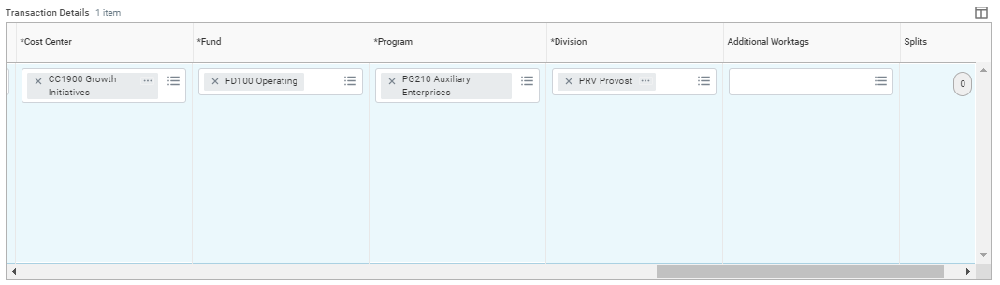 Transaction Details 1 item
*Cost Center *Fund *Program *Division Additional Worktags Splits
CC1900 Growth Initiatives
FD100 Operating
PG210 Auxiliary Enterprises
PRV Provost
0